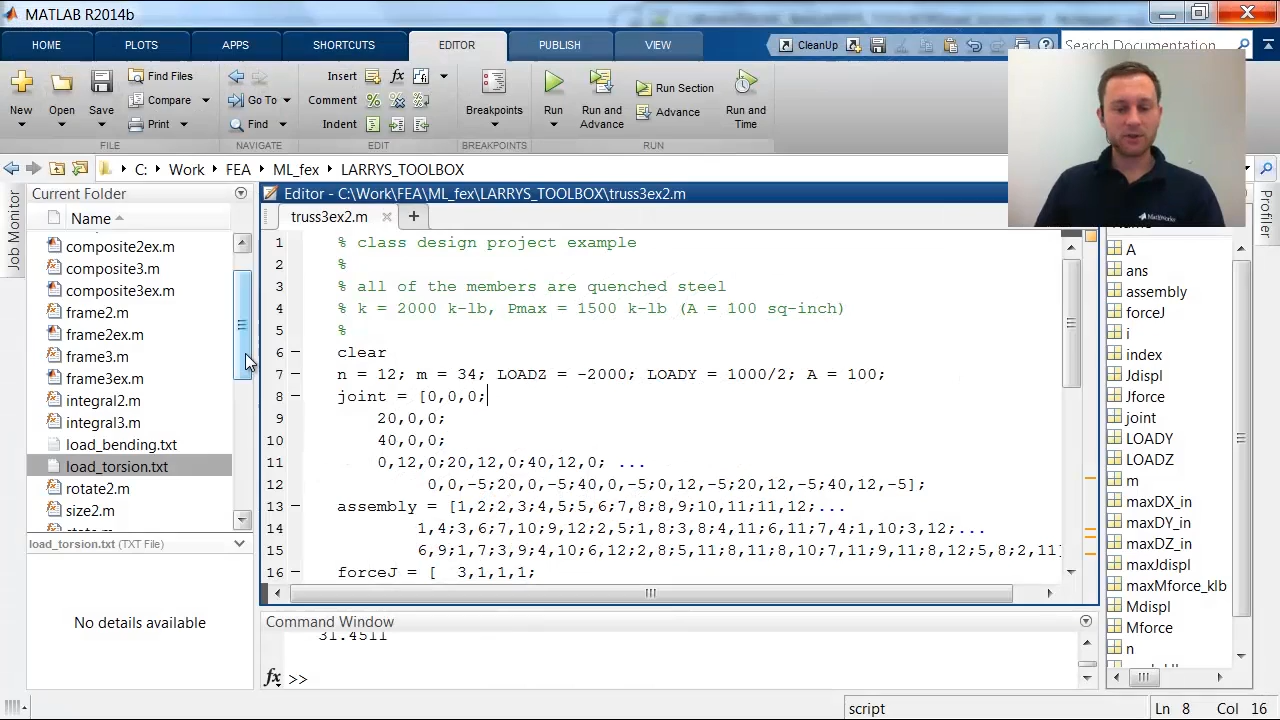 MATLAB R2014b
HOME PLOTS APPS SHORTCUTS EDITOR PUBLISH VIEW CleanUp Search Documentation
New Open Save Find Files Compare Print
Go To Find
Insert fx Comment Indent
Breakpoints
Run Run and Advance Run Section Advance Run and Time
FILE NAVIGATE EDIT BREAKPOINTS RUN
C: Work FEA ML_fex LARRYS_TOOLBOX
Job Monitor
Current Folder
Name
composite2ex.m
composite3.m
composite3ex.m
frame2.m
frame2ex.m
frame3.m
frame3ex.m
integral2.m
integral3.m
load_bending.txt
load_torsion.txt
rotate2.m
size2.m
load_torsion.txt (TXT File)
No details available
Editor - C:\Work\FEA\ML_fex\LARRYS_TOOLBOX\truss3ex2.m
truss3ex2.m
1 % class design project example
2 %
3 % all of the members are quenched steel
4 % k = 2000 k-lb, Pmax = 1500 k-lb (A = 100 sq-inch)
5 %
6 clear
7 n = 12; m = 34; LOADZ = -2000; LOADY = 1000/2; A = 100;
8 joint = [0,0,0;
9 20,0,0;
10 40,0,0;
11 0,12,0;20,12,0;40,12,0; ...
12 0,0,-5;20,0,-5;40,0,-5;0,12,-5;20,12,-5;40,12,-5];
13 assembly = [1,2;2,3;4,5;5,6;7,8;8,9;10,11;11,12;...
14 1,4;3,6;7,10;9,12;2,5;1,8;3,8;4,11;6,11;7,4;1,10;3,12;...
15 6,9;1,7;3,9;4,10;6,12;2,8;5,11;8,11;8,10;7,11;9,11;8,12;5,8;2,11]
16 forceJ = [ 3,1,1,1;
Command Window
31.4511
fx >>
MathWorks
Profiler
A
ans
assembly
forceJ
i
index
Jdispl
Jforce
joint
LOADY
LOADZ
m
maxDX_in
maxDY_in
maxDZ_in
maxJdispl
maxMforce_klb
Mdispl
Mforce
n
script
Ln 8 Col 16